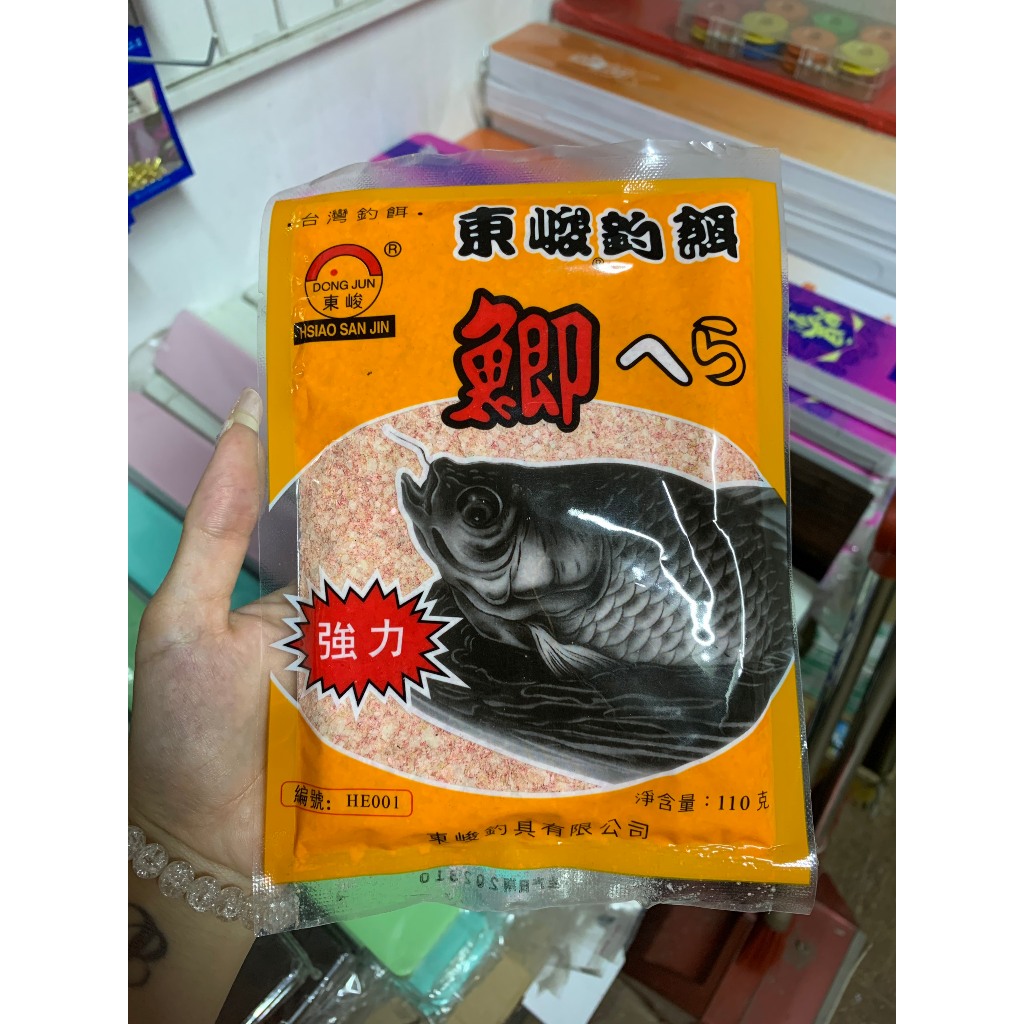 .台灣釣餌.
東峻釣餌
®
®
DONG JUN
東峻
HSIAO SAN JIN
鯽 へら
強力
編號：HE001
淨含量：110克
東峻釣具有限公司